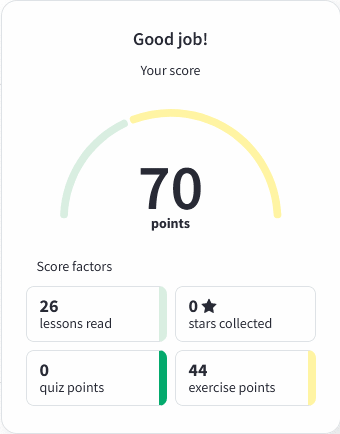 Good job!
Your score
70
points
Score factors
26
lessons read
0 ★
stars collected
0
quiz points
44
exercise points